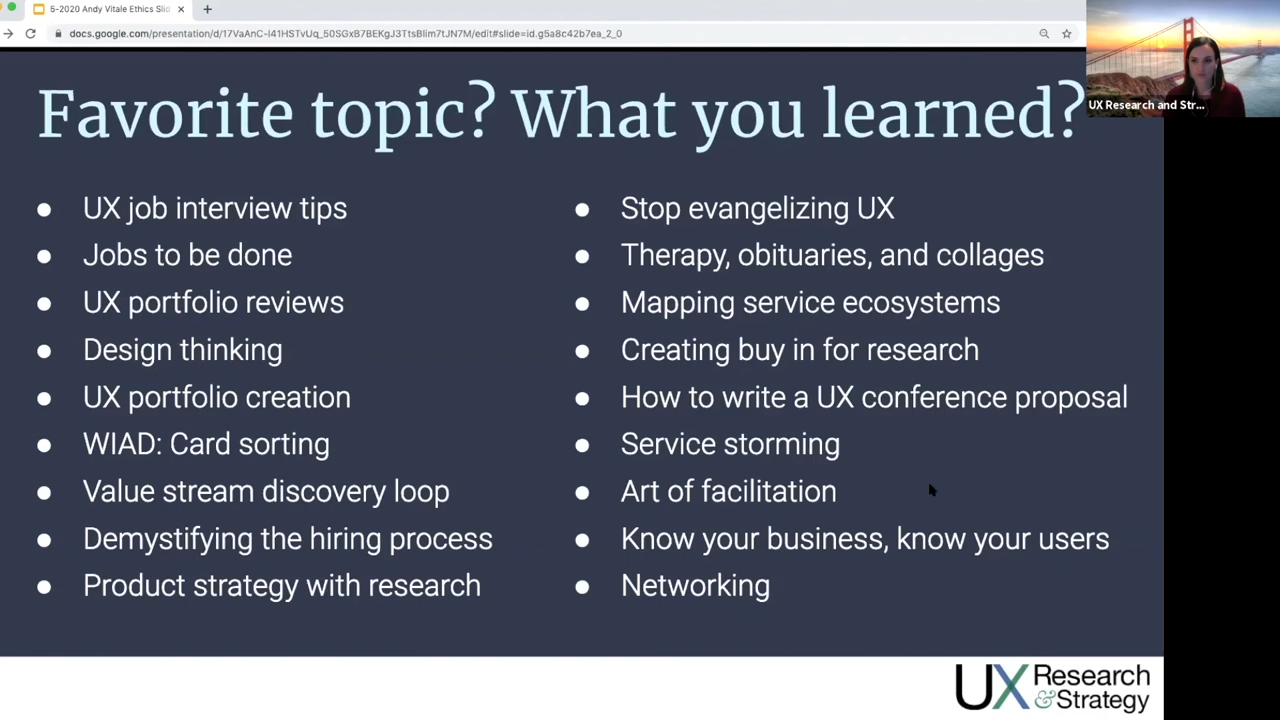 5-2020 Andy Vitale Ethics Slid
docs.google.com/presentation/d/17VaAnC-l41HSTvUq_50SGxB7BEKgJ3TtsBlim7tJN7M/edit#slide=id.g5a8c42b7ea_2_0
UX Research and Str...
Favorite topic? What you learned?
UX job interview tips
Jobs to be done
UX portfolio reviews
Design thinking
UX portfolio creation
WIAD: Card sorting
Value stream discovery loop
Demystifying the hiring process
Product strategy with research
Stop evangelizing UX
Therapy, obituaries, and collages
Mapping service ecosystems
Creating buy in for research
How to write a UX conference proposal
Service storming
Art of facilitation
Know your business, know your users
Networking
UX Research
&Strategy